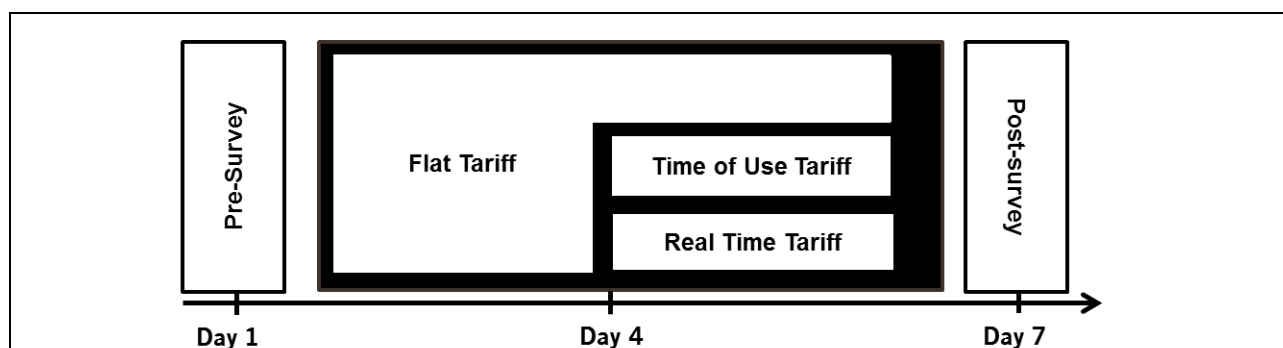 Pre-Survey
Flat Tariff
Time of Use Tariff
Real Time Tariff
Post-survey
Day 1
Day 4
Day 7